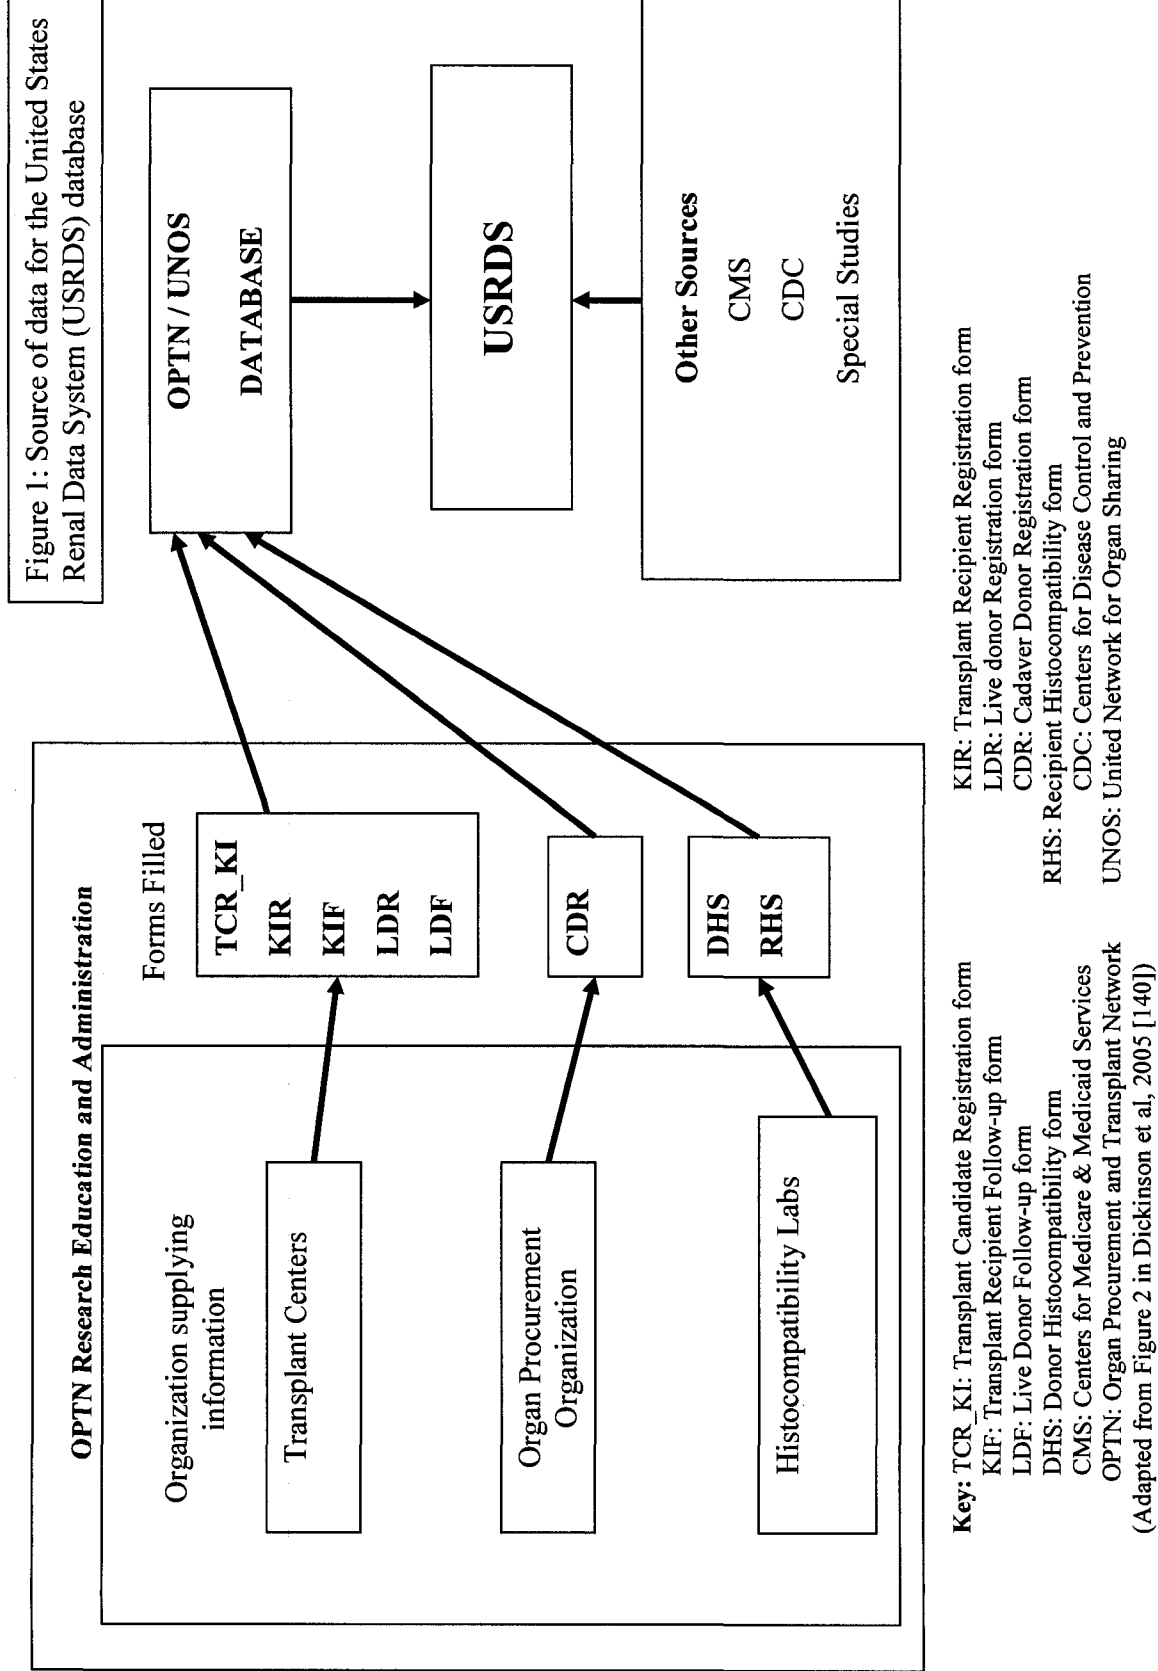 Figure 1: Source of data for the United States
Renal Data System (USRDS) database
OPTN Research Education and Administration
Organization supplying
information
Transplant Centers
Organ Procurement
Organization
Histocompatibility Labs
Forms Filled
TCR_KI
KIR
KIF
LDR
LDF
CDR
DHS
RHS
OPTN / UNOS
DATABASE
USRDS
Other Sources
CMS
CDC
Special Studies
Key: TCR_KI: Transplant Candidate Registration form
KIF: Transplant Recipient Follow-up form
LDF: Live Donor Follow-up form
DHS: Donor Histocompatibility form
CMS: Centers for Medicare & Medicaid Services
OPTN: Organ Procurement and Transplant Network
(Adapted from Figure 2 in Dickinson et al, 2005 [140])
KIR: Transplant Recipient Registration form
LDR: Live donor Registration form
CDR: Cadaver Donor Registration form
RHS: Recipient Histocompatibility form
CDC: Centers for Disease Control and Prevention
UNOS: United Network for Organ Sharing